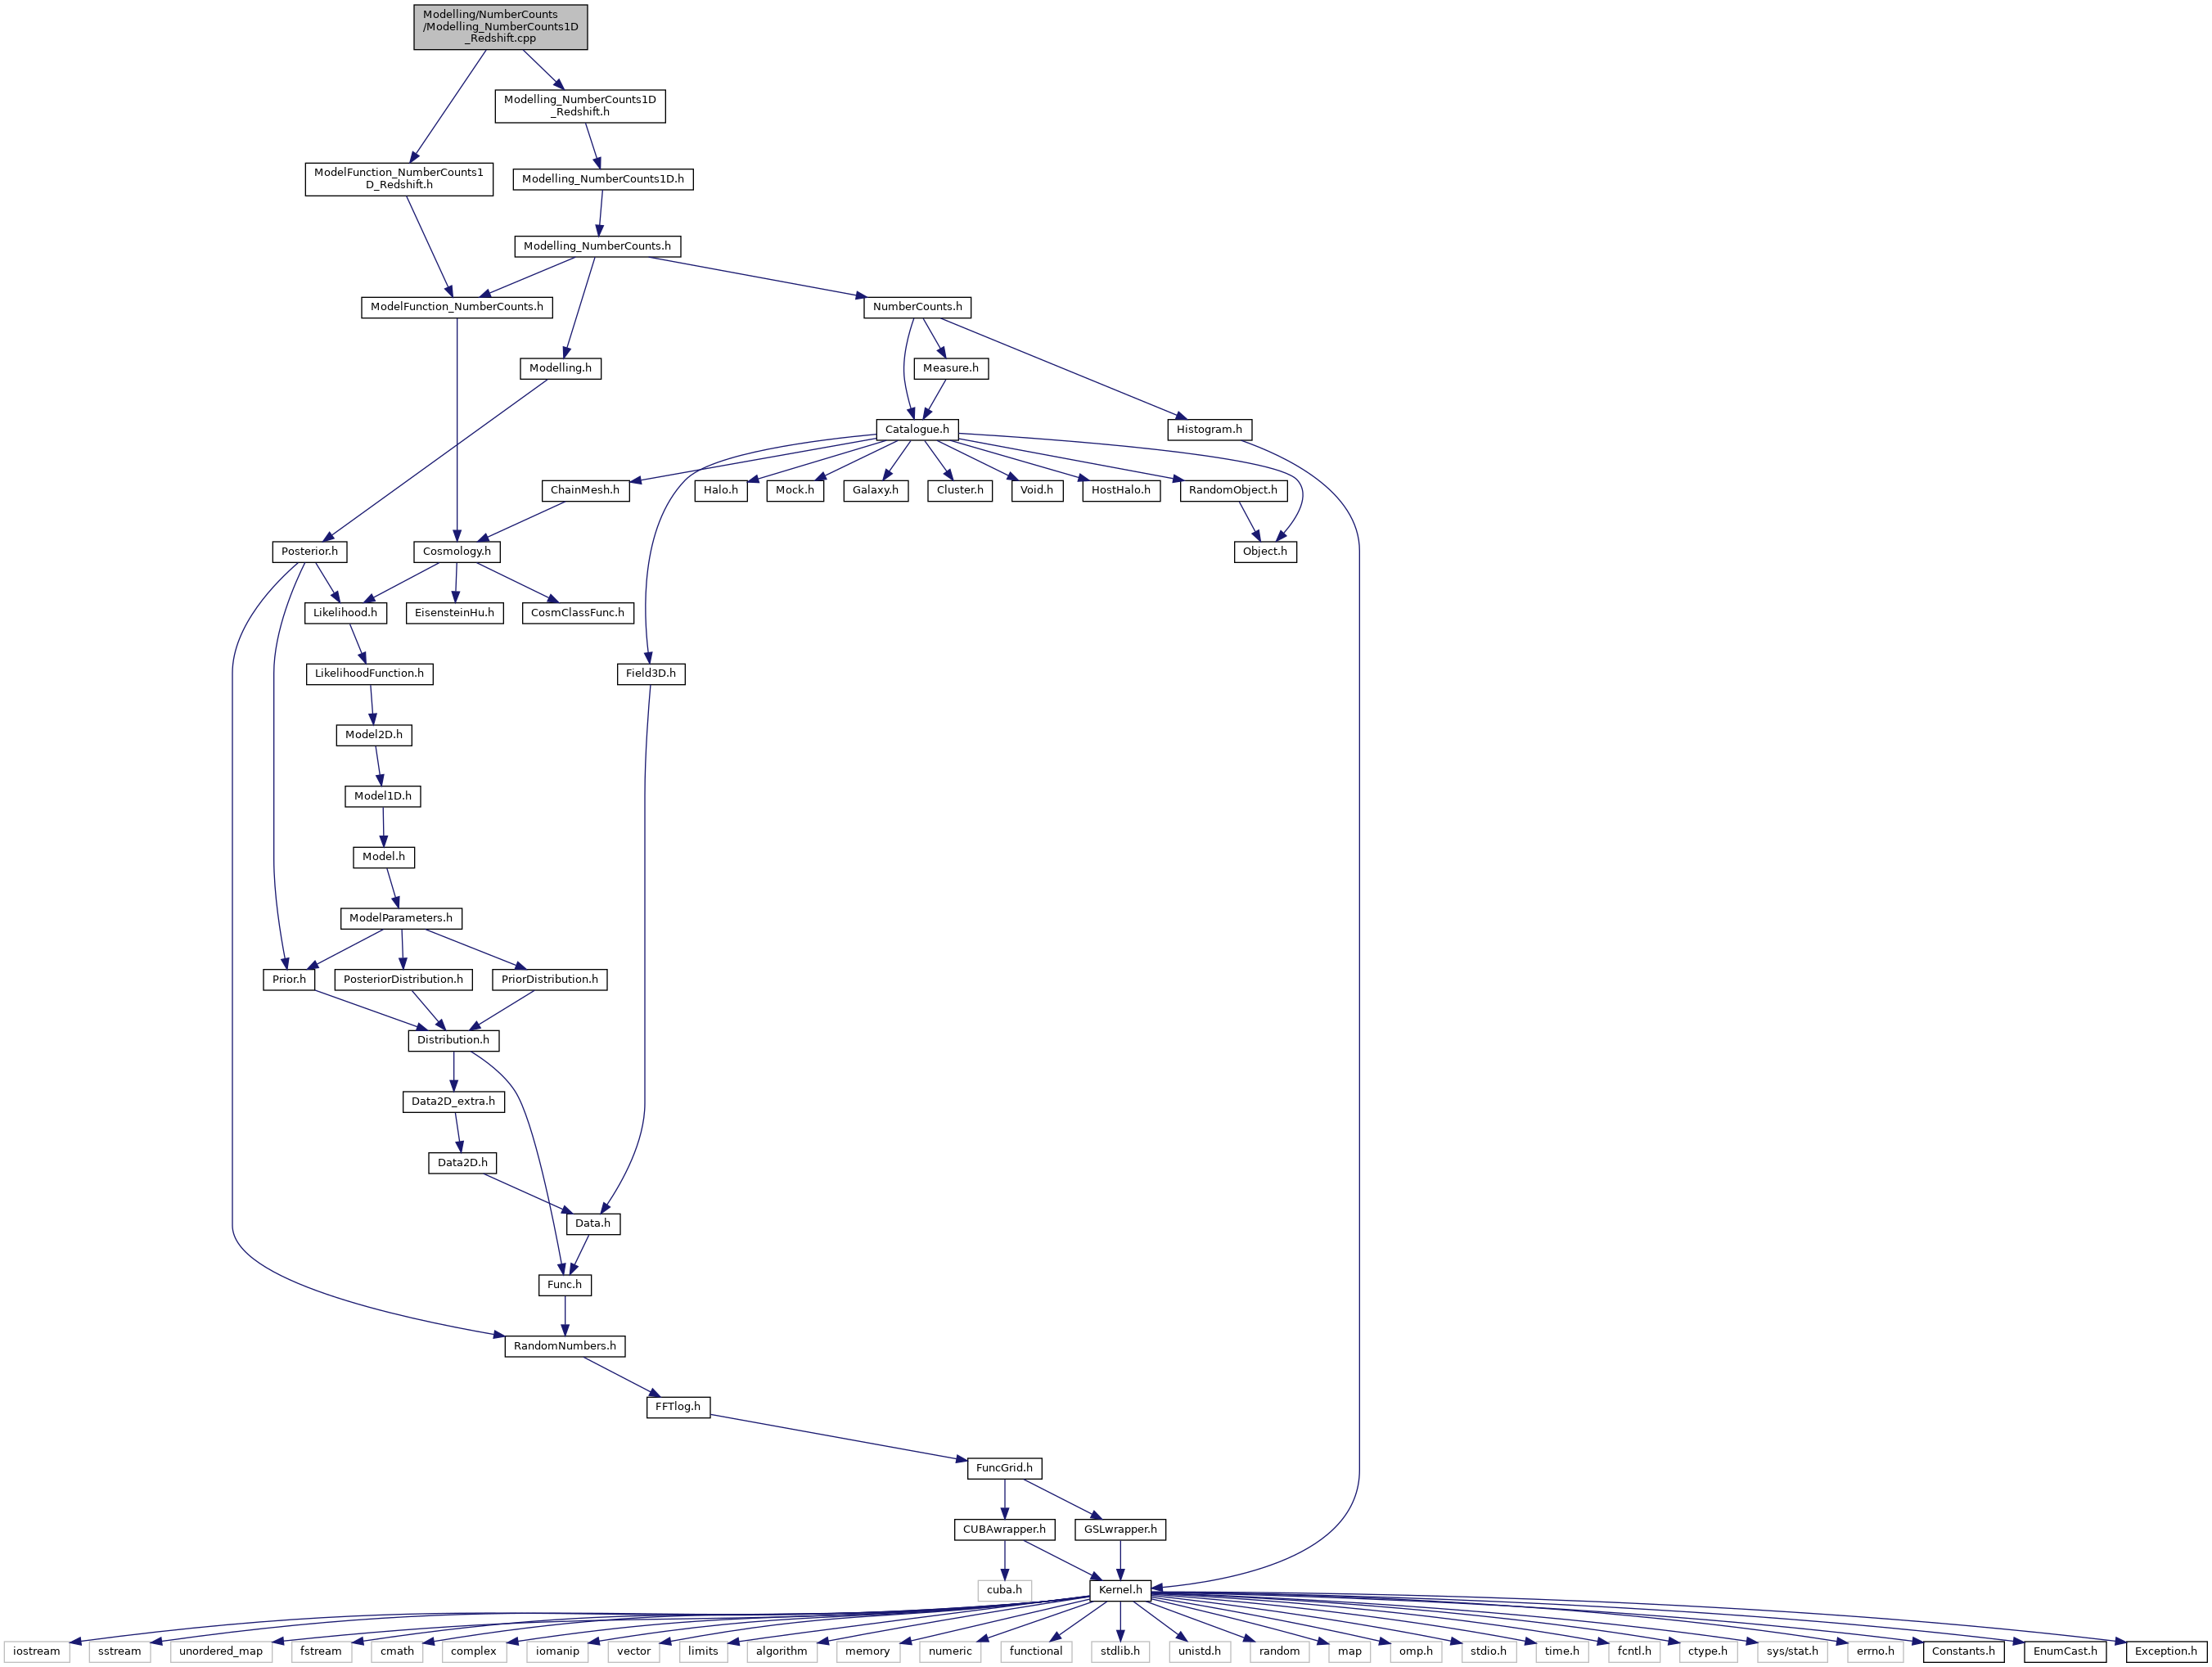 Modelling/NumberCounts
/Modelling_NumberCounts1D
_Redshift.cpp
Modelling_NumberCounts1D
_Redshift.h
ModelFunction_NumberCounts1
D_Redshift.h
Modelling_NumberCounts1D.h
Modelling_NumberCounts.h
ModelFunction_NumberCounts.h
NumberCounts.h
Modelling.h
Measure.h
Catalogue.h
Histogram.h
ChainMesh.h
Halo.h
Mock.h
Galaxy.h
Cluster.h
Void.h
HostHalo.h
RandomObject.h
Posterior.h
Cosmology.h
Object.h
Likelihood.h
EisensteinHu.h
CosmClassFunc.h
LikelihoodFunction.h
Field3D.h
Model2D.h
Model1D.h
Model.h
ModelParameters.h
Prior.h
PosteriorDistribution.h
PriorDistribution.h
Distribution.h
Data2D_extra.h
Data2D.h
Data.h
Func.h
RandomNumbers.h
FFTlog.h
FuncGrid.h
CUBAwrapper.h
GSLwrapper.h
cuba.h
Kernel.h
iostream
sstream
unordered_map
fstream
cmath
complex
iomanip
vector
limits
algorithm
memory
numeric
functional
stdlib.h
unistd.h
random
map
omp.h
stdio.h
time.h
fcntl.h
ctype.h
sys/stat.h
errno.h
Constants.h
EnumCast.h
Exception.h